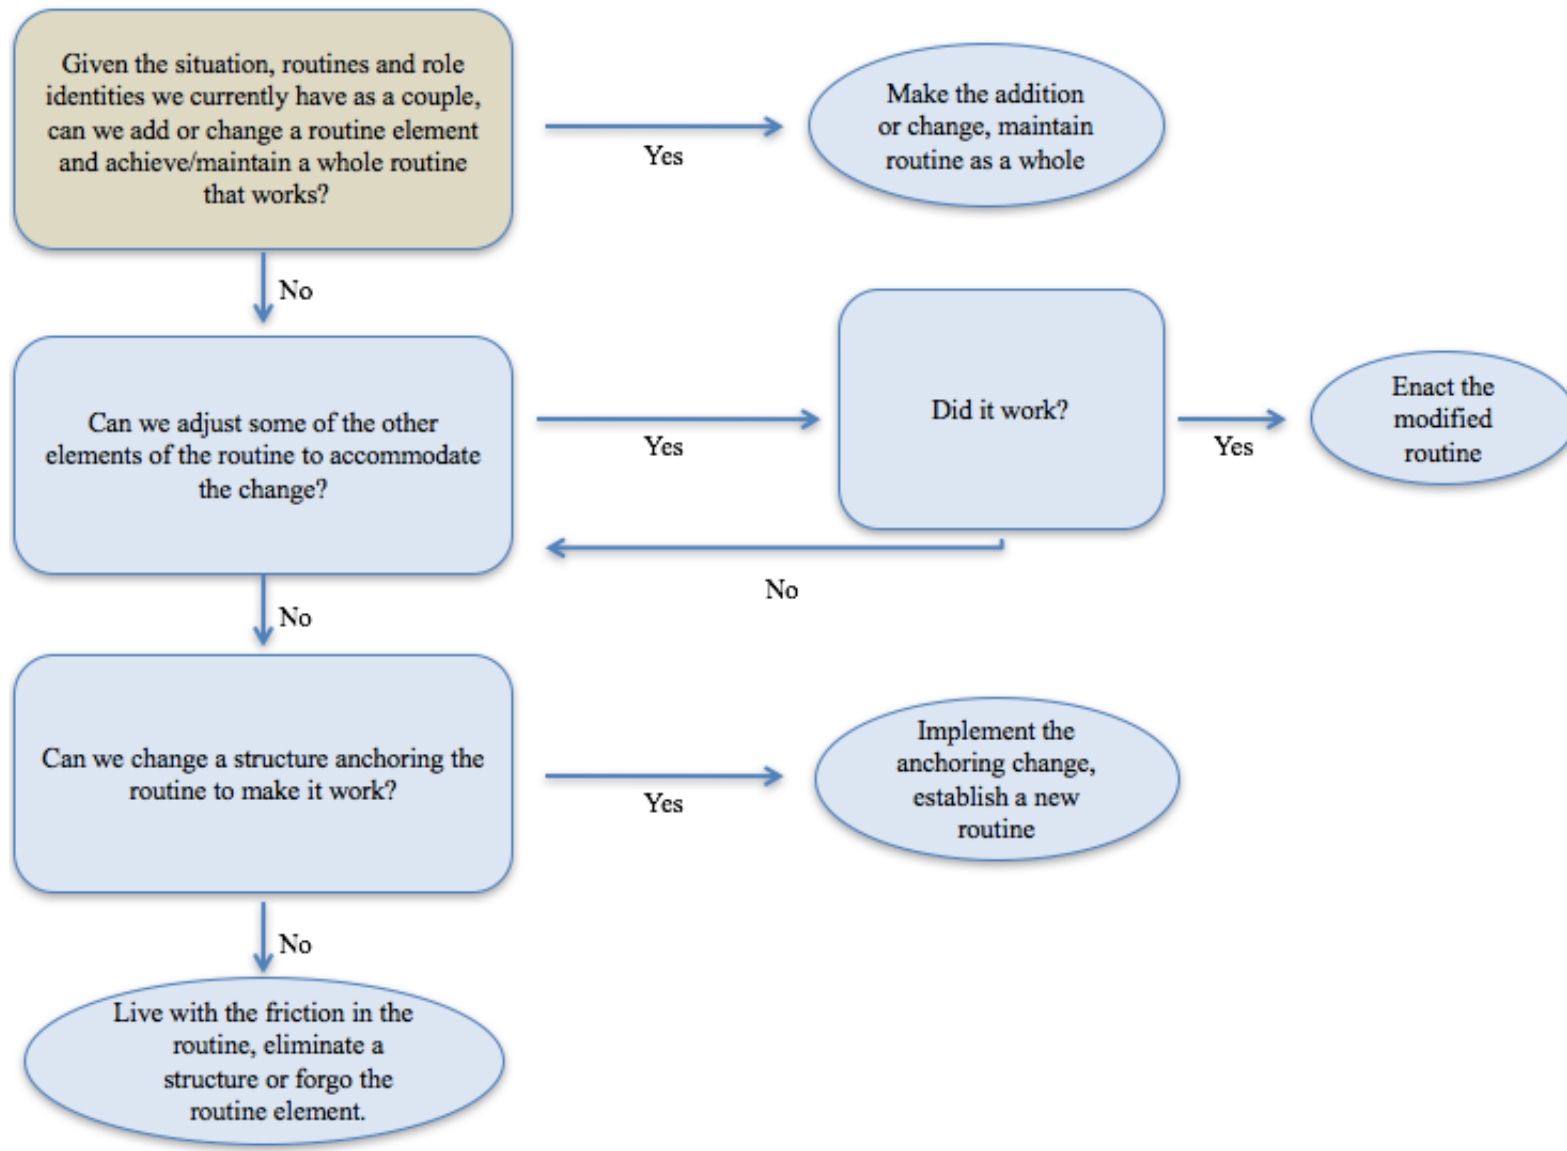 Given the situation, routines and role
identities we currently have as a couple,
can we add or change a routine element
and achieve/maintain a whole routine
that works?
Yes
Make the addition
or change, maintain
routine as a whole
No
Can we adjust some of the other
elements of the routine to accommodate
the change?
Yes
Did it work?
Yes
Enact the
modified
routine
No
No
Can we change a structure anchoring the
routine to make it work?
Yes
Implement the
anchoring change,
establish a new
routine
No
Live with the friction in the
routine, eliminate a
structure or forgo the
routine element.